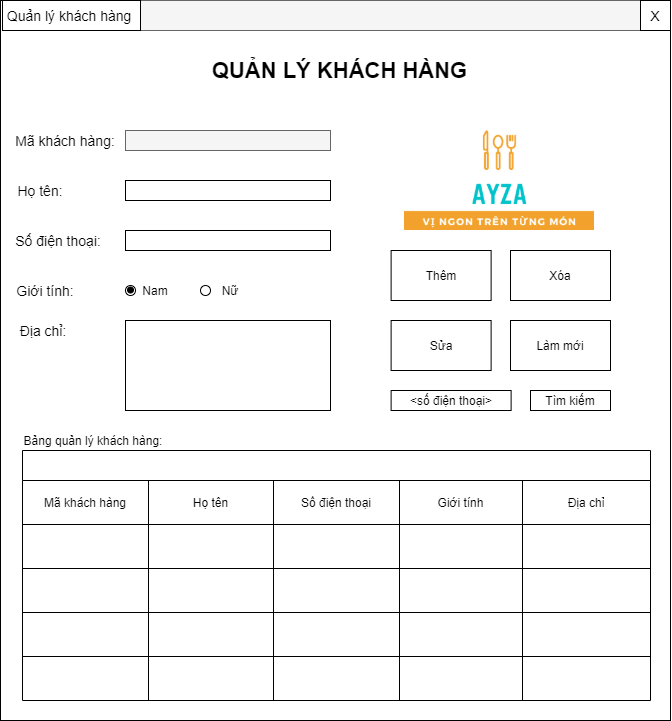 Quản lý khách hàng
X
QUẢN LÝ KHÁCH HÀNG
Mã khách hàng:
Họ tên:
Số điện thoại:
Giới tính:
Nam
Nữ
Địa chỉ:
AYZA
VỊ NGON TRÊN TỪNG MÓN
Thêm
Xóa
Sửa
Làm mới
<số điện thoại>
Tìm kiếm
Bảng quản lý khách hàng:
Mã khách hàng
Họ tên
Số điện thoại
Giới tính
Địa chỉ